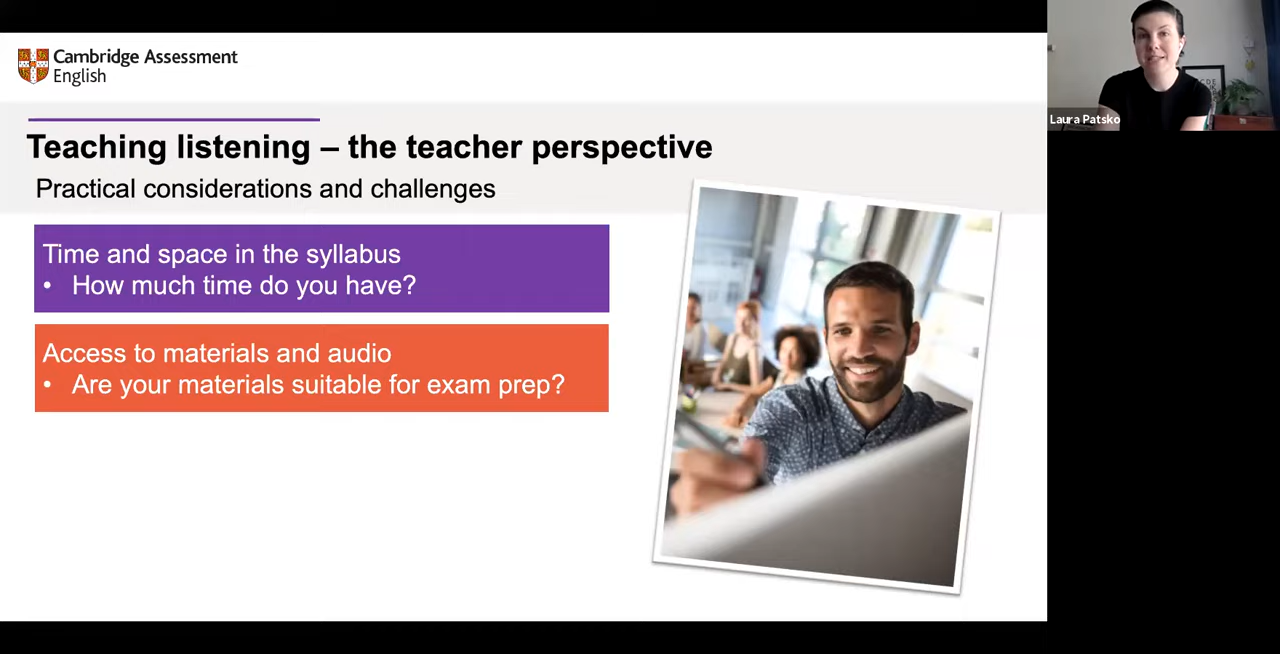 Cambridge Assessment
English
Teaching listening – the teacher perspective
Practical considerations and challenges
Time and space in the syllabus
• How much time do you have?
Access to materials and audio
• Are your materials suitable for exam prep?
Laura Patsko